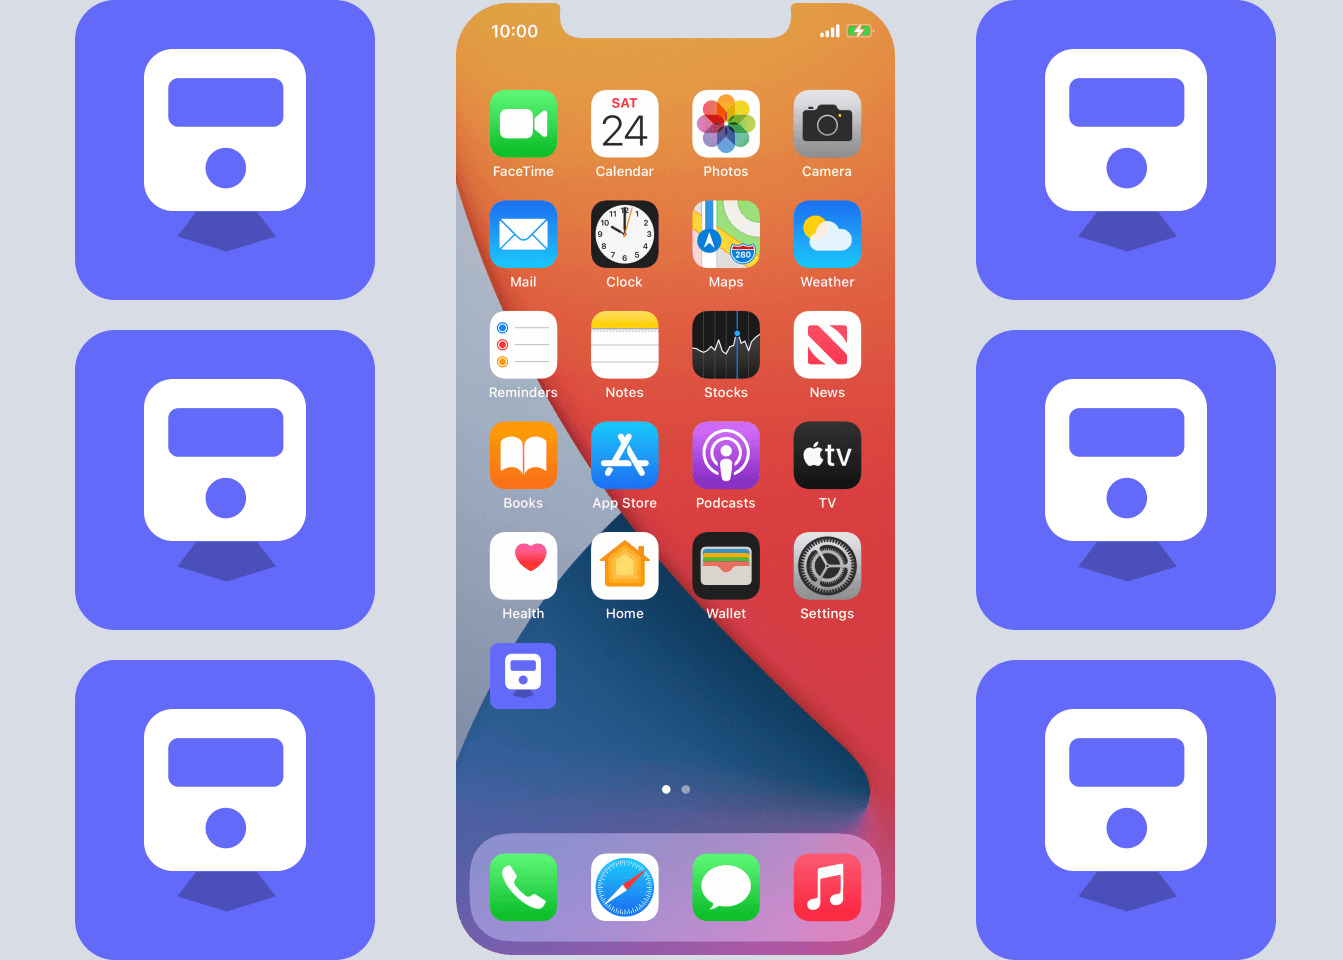 10:00
SAT
24
FaceTime
Calendar
Photos
Camera
12
1
2
3
4
5
6
7
8
9
10
11
280
Mail
Clock
Maps
Weather
Reminders
Notes
Stocks
News
tv
Books
App Store
Podcasts
TV
Health
Home
Wallet
Settings